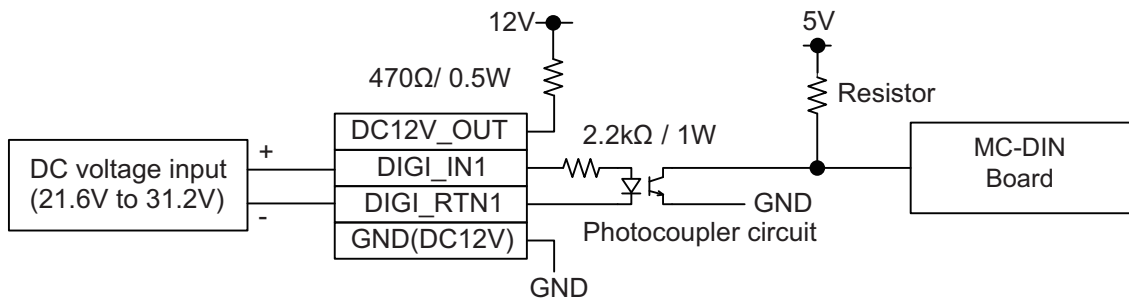 12V
5V
470Ω/ 0.5W
Resistor
DC12V_OUT
2.2kΩ / 1W
DC voltage input
(21.6V to 31.2V)
+
-
DIGI_IN1
DIGI_RTN1
GND(DC12V)
MC-DIN
Board
GND
Photocoupler circuit
GND